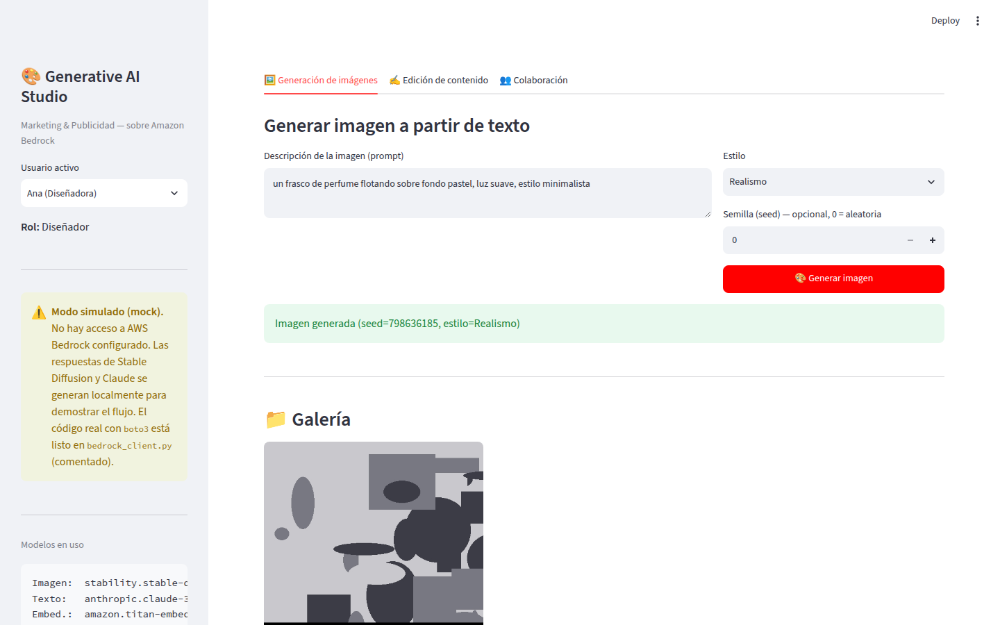 Deploy
🎨 Generative AI
Studio
Marketing & Publicidad — sobre Amazon
Bedrock
Usuario activo
Ana (Diseñadora)
Rol: Diseñador
⚠️ Modo simulado (mock).
No hay acceso a AWS
Bedrock configurado. Las
respuestas de Stable
Diffusion y Claude se
generan localmente para
demostrar el flujo. El
código real con boto3 está
listo en bedrock_client.py
(comentado).
Modelos en uso
Imagen: stability.stable-
Texto: anthropic.claude-3
Embed.: amazon.titan-embed
🖼️ Generación de imágenes ✍️ Edición de contenido 👥 Colaboración
Generar imagen a partir de texto
Descripción de la imagen (prompt)
un frasco de perfume flotando sobre fondo pastel, luz suave, estilo minimalista
Estilo
Realismo
Semilla (seed) — opcional, 0 = aleatoria
0
🎨 Generar imagen
Imagen generada (seed=798636185, estilo=Realismo)
📁 Galería